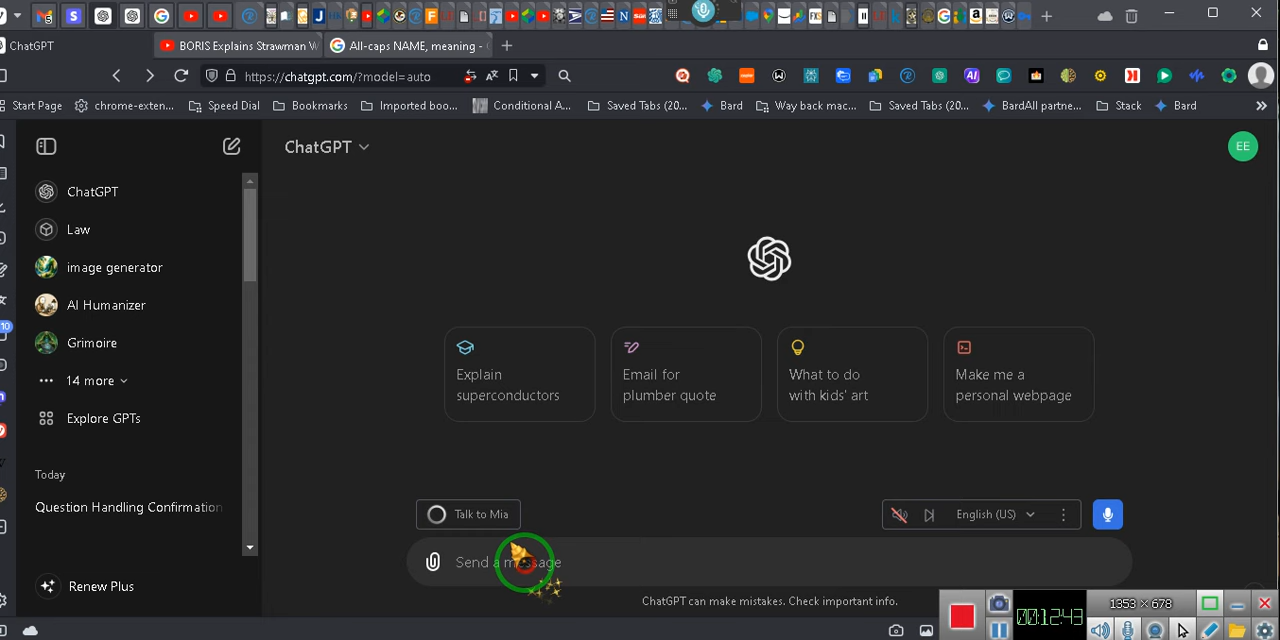 ChatGPT
BORIS Explains Strawman W
All-caps NAME, meaning -
https://chatgpt.com/?model=auto
Start Page
chrome-exten...
Speed Dial
Bookmarks
Imported boo...
Conditional A...
Saved Tabs (20...
Bard
Way back mac...
Saved Tabs (20...
BardAll partne...
Stack
Bard
ChatGPT
EE
ChatGPT
Law
image generator
AI Humanizer
Grimoire
14 more
Explore GPTs
Today
Question Handling Confirmation
Renew Plus
Explain
superconductors
Email for
plumber quote
What to do
with kids' art
Make me a
personal webpage
Talk to Mia
English (US)
Send a message
ChatGPT can make mistakes. Check important info.
00:12:43
1353 × 678
10